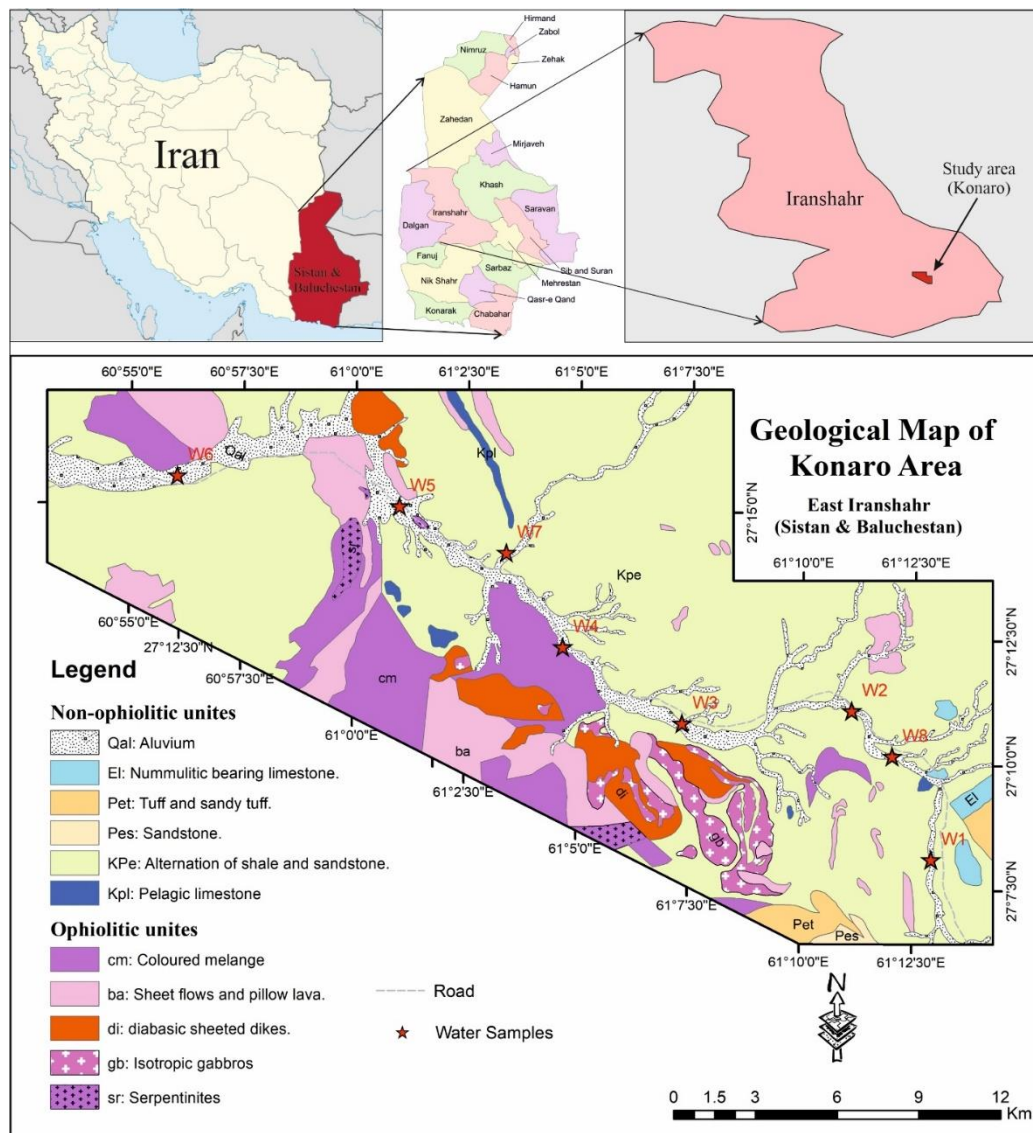 Iran
Sistan &
Baluchestan
Hirmand
Zabol
Nimruz
Zehak
Hamun
Zahedan
Mirjaveh
Khash
Saravan
Iranshahr
Dalgan
Fanuj
Sib and Suran
Sarbaz
Mehrestan
Nik Shahr
Qasr-e Qand
Konarak
Chabahar
Study area
(Konaro)
Iranshahr
60°55'0"E
60°57'30"E
61°0'0"E
61°2'30"E
61°5'0"E
61°7'30"E
Geological Map of
Konaro Area
East Iranshahr
(Sistan & Baluchestan)
27°15'0"N
61°10'0"E
61°12'30"E
Qal
W6
Kpl
W5
W7
sr
Kpe
W4
27°12'30"N
60°55'0"E
27°12'30"N
60°57'30"E
cm
W2
W3
W8
61°0'0"E
ba
27°10'0"N
61°2'30"E
di
El
gb
W1
61°5'0"E
27°7'30"N
61°7'30"E
Pet
Pes
61°10'0"E
61°12'30"E
Legend
Non-ophiolitic unites
Qal: Aluvium
El: Nummulitic bearing limestone.
Pet: Tuff and sandy tuff.
Pes: Sandstone.
KPe: Alternation of shale and sandstone.
Kpl: Pelagic limestone
Ophiolitic unites
cm: Coloured melange
ba: Sheet flows and pillow lava.
di: diabasic sheeted dikes.
gb: Isotropic gabbros
sr: Serpentinites
Road
Water Samples
N
0 1.5 3 6 9 12
Km